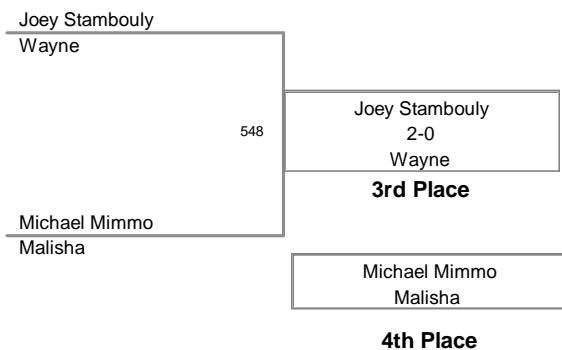 Joey Stambouly
Wayne
548
Joey Stambouly
2-0
Wayne
3rd Place
Michael Mimmo
Malisha
Michael Mimmo
Malisha
4th Place